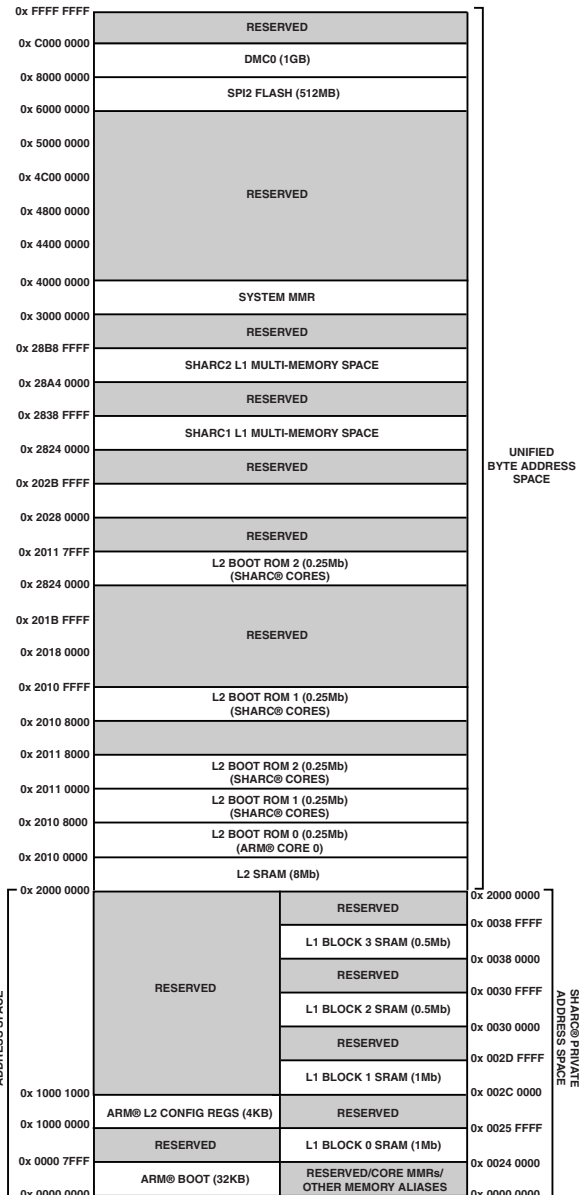 0x FFFF FFFF
RESERVED
0x C000 0000
DMC0 (1GB)
0x 8000 0000
SPI2 FLASH (512MB)
0x 6000 0000
0x 5000 0000
0x 4C00 0000
RESERVED
0x 4800 0000
0x 4400 0000
0x 4000 0000
SYSTEM MMR
0x 3000 0000
RESERVED
0x 28B8 FFFF
SHARC2 L1 MULTI-MEMORY SPACE
0x 28A4 0000
RESERVED
0x 2838 FFFF
SHARC1 L1 MULTI-MEMORY SPACE
0x 2824 0000
RESERVED
0x 202B FFFF
0x 2028 0000
RESERVED
0x 2011 7FFF
L2 BOOT ROM 2 (0.25Mb)
(SHARC® CORES)
0x 2824 0000
0x 201B FFFF
RESERVED
0x 2018 0000
0x 2010 FFFF
L2 BOOT ROM 1 (0.25Mb)
(SHARC® CORES)
0x 2010 8000
0x 2011 8000
L2 BOOT ROM 2 (0.25Mb)
(SHARC® CORES)
0x 2011 0000
L2 BOOT ROM 1 (0.25Mb)
(SHARC® CORES)
0x 2010 8000
L2 BOOT ROM 0 (0.25Mb)
(ARM® CORE 0)
0x 2010 0000
L2 SRAM (8Mb)
0x 2000 0000
UNIFIED
BYTE ADDRESS
SPACE
RESERVED
0x 1000 1000
ARM® L2 CONFIG REGS (4KB)
0x 1000 0000
RESERVED
0x 0000 7FFF
ARM® BOOT (32KB)
0x 0000 0000
ADDRESS SPACE
0x 2000 0000
RESERVED
0x 0038 FFFF
L1 BLOCK 3 SRAM (0.5Mb)
0x 0038 0000
RESERVED
0x 0030 FFFF
L1 BLOCK 2 SRAM (0.5Mb)
0x 0030 0000
RESERVED
0x 002D FFFF
L1 BLOCK 1 SRAM (1Mb)
0x 002C 0000
RESERVED
0x 0025 FFFF
L1 BLOCK 0 SRAM (1Mb)
0x 0024 0000
RESERVED/CORE MMRs/
OTHER MEMORY ALIASES
0x 0000 0000
SHARC® PRIVATE
ADDRESS SPACE